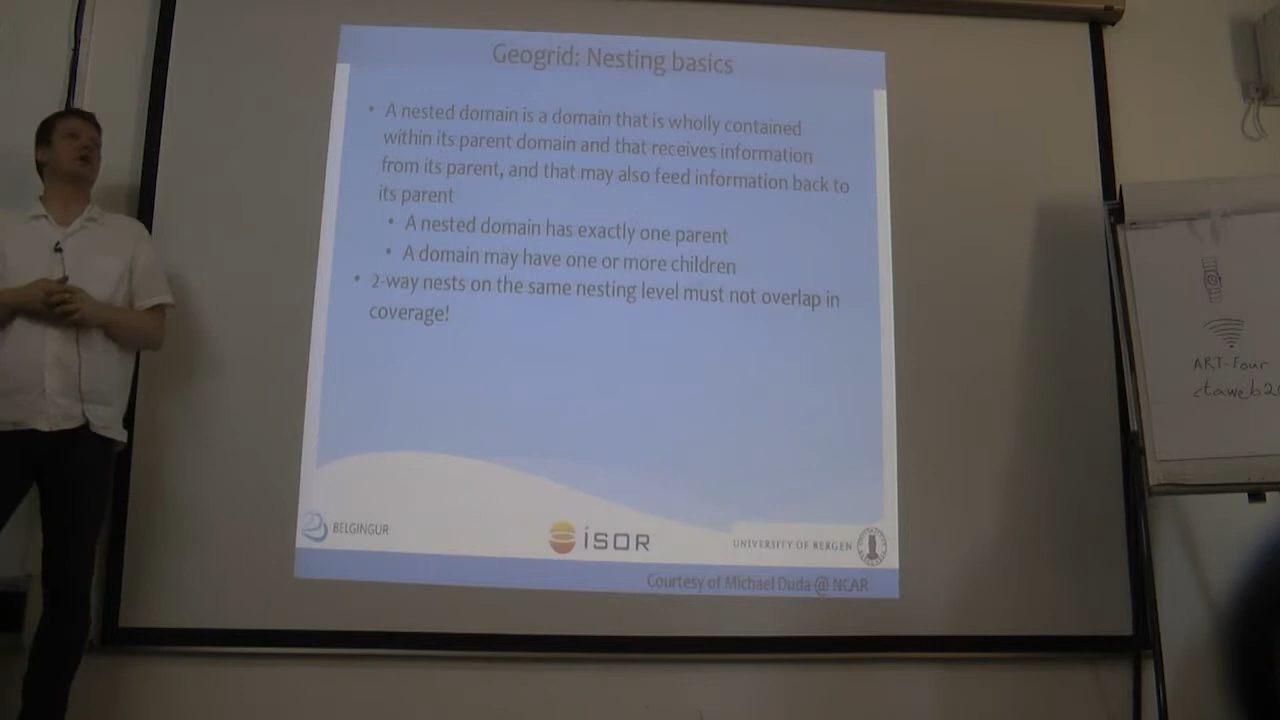 Geogrid: Nesting basics
• A nested domain is a domain that is wholly contained
within its parent domain and that receives information
from its parent, and that may also feed information back to
its parent
• A nested domain has exactly one parent
• A domain may have one or more children
• 2-way nests on the same nesting level must not overlap in
coverage!
BELGINGUR
ÍSOR
UNIVERSITY OF BERGEN
Courtesy of Michael Duda @ NCAR
ART-Four